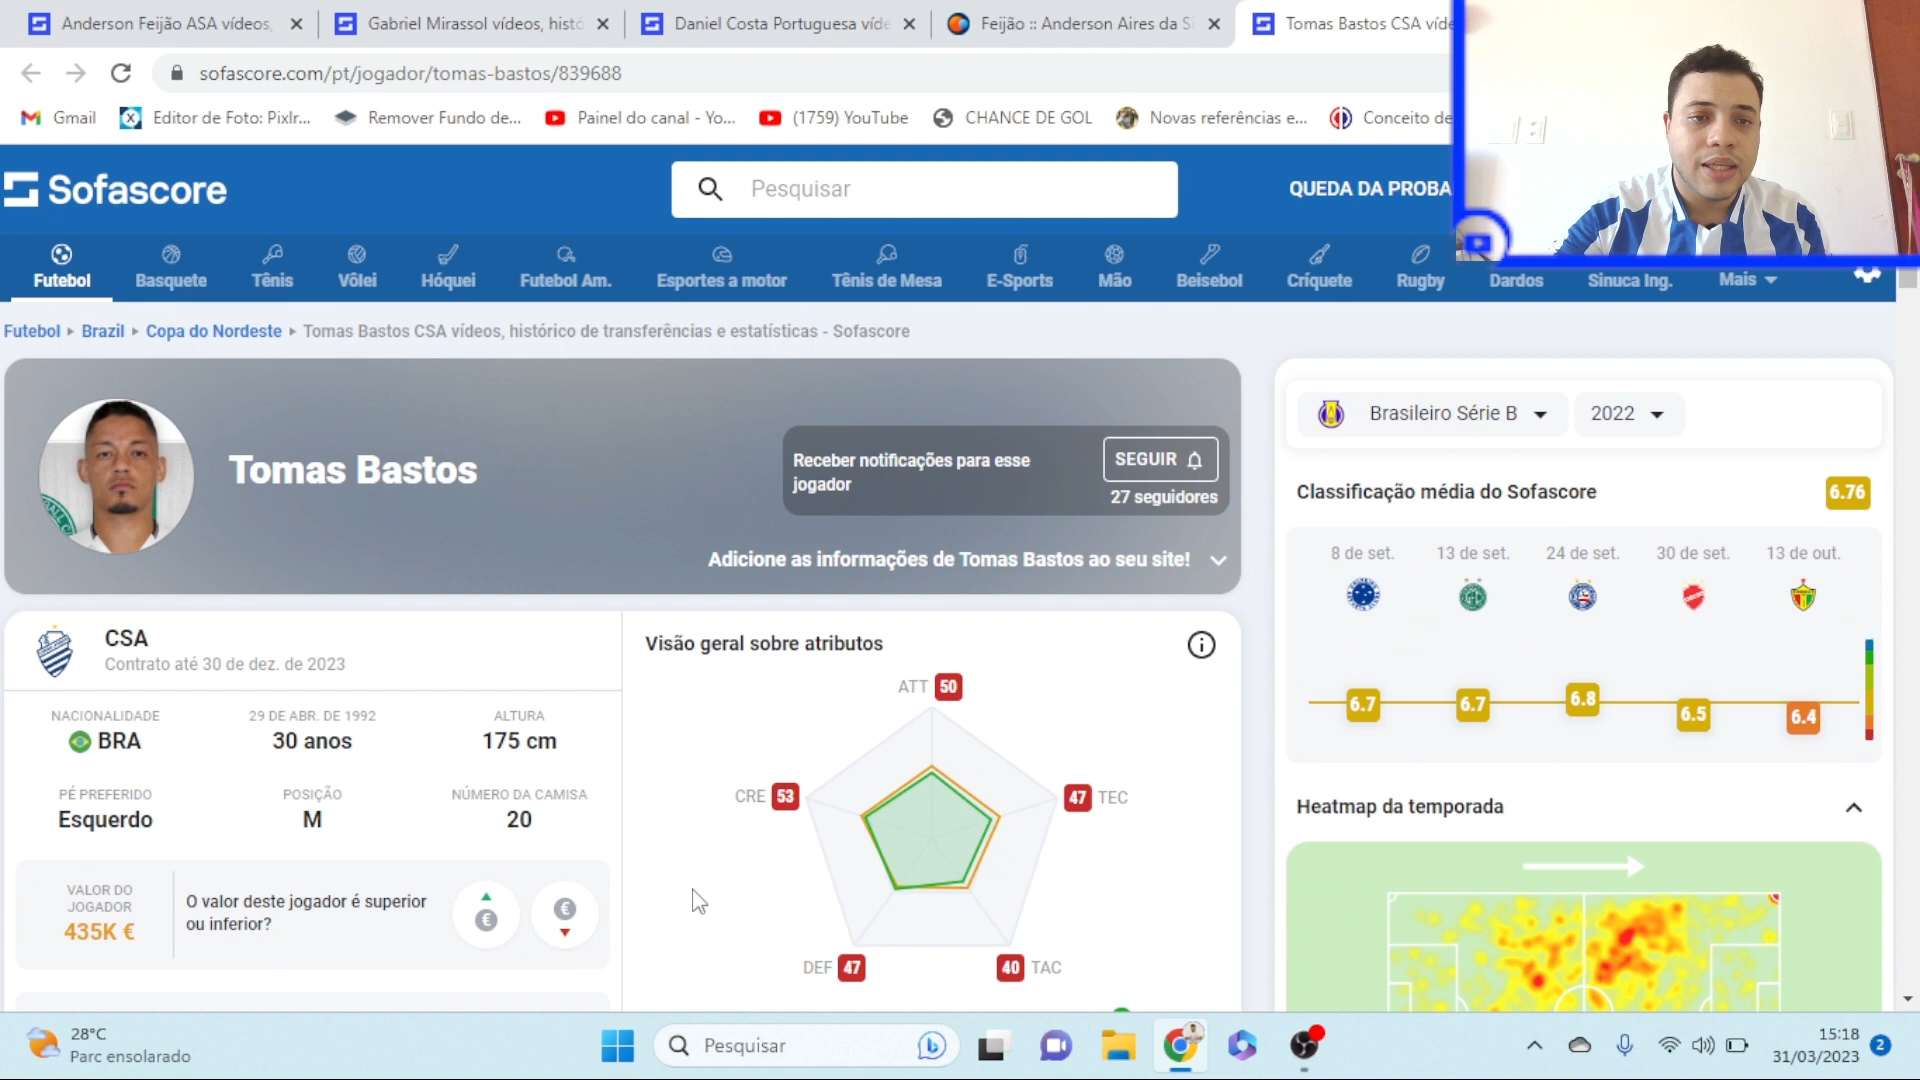 Anderson Feijão ASA vídeos,
Gabriel Mirassol vídeos, histó
Daniel Costa Portuguesa víde
Feijão :: Anderson Aires da Si
Tomas Bastos CSA víde
sofascore.com/pt/jogador/tomas-bastos/839688
Gmail
Editor de Foto: Pixlr...
Remover Fundo de...
Painel do canal - Yo...
(1759) YouTube
CHANCE DE GOL
Novas referências e...
Conceito de
Sofascore
Pesquisar
QUEDA DA PROBA
Futebol
Basquete
Tênis
Vôlei
Hóquei
Futebol Am.
Esportes a motor
Tênis de Mesa
E-Sports
Mão
Beisebol
Críquete
Rugby
Dardos
Sinuca Ing.
Mais
Futebol
Brazil
Copa do Nordeste
Tomas Bastos CSA vídeos, histórico de transferências e estatísticas - Sofascore
Tomas Bastos
Receber notificações para esse
jogador
SEGUIR
27 seguidores
Adicione as informações de Tomas Bastos ao seu site!
CSA
Contrato até 30 de dez. de 2023
NACIONALIDADE
BRA
29 DE ABR. DE 1992
30 anos
ALTURA
175 cm
PÉ PREFERIDO
Esquerdo
POSIÇÃO
M
NÚMERO DA CAMISA
20
VALOR DO
JOGADOR
435K €
O valor deste jogador é superior
ou inferior?
€
€
Visão geral sobre atributos
ATT 50
CRE 53
47 TEC
DEF 47
40 TAC
Brasileiro Série B
2022
Classificação média do Sofascore
6.76
8 de set.
13 de set.
24 de set.
30 de set.
13 de out.
6.7
6.7
6.8
6.5
6.4
Heatmap da temporada
28°C
Parc ensolarado
Pesquisar
15:18
31/03/2023
2